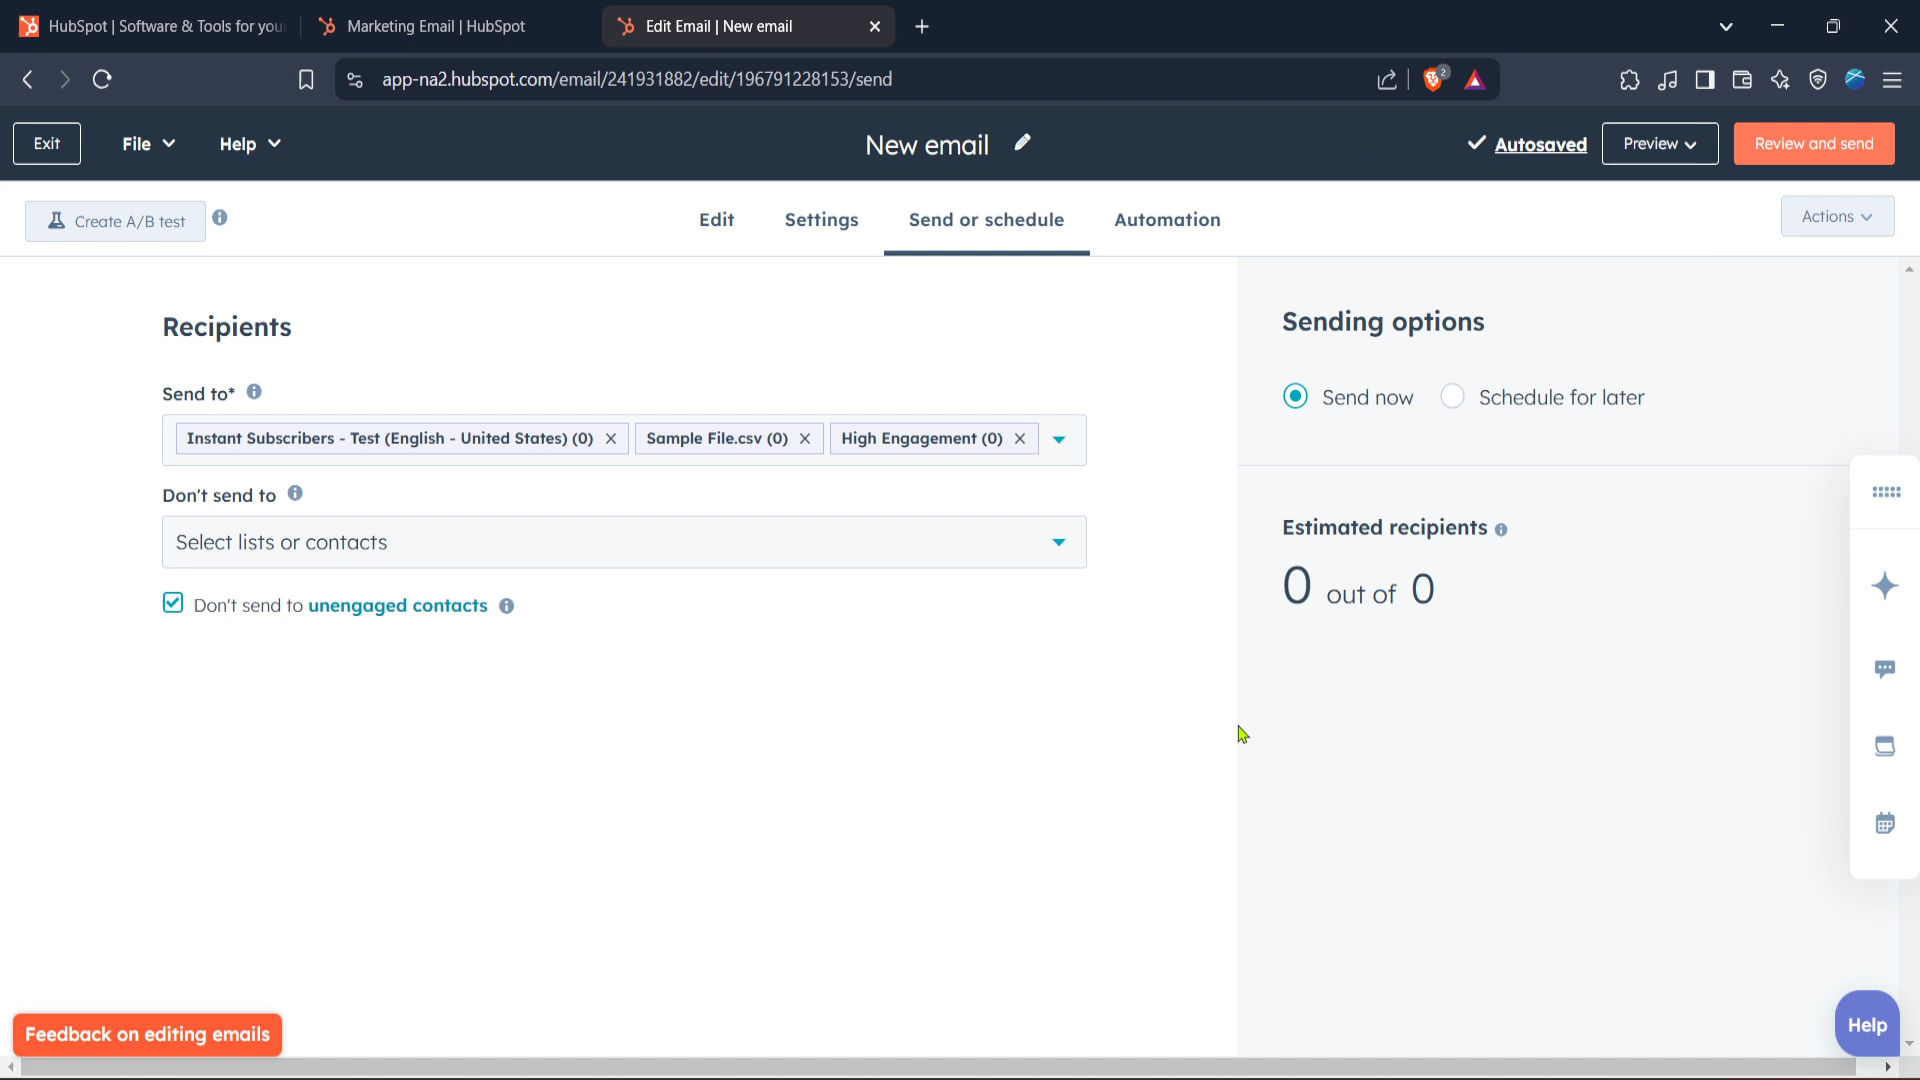 HubSpot | Software & Tools for you
Marketing Email | HubSpot
Edit Email | New email
app-na2.hubspot.com/email/241931882/edit/196791228153/send
2
Exit
File
Help
New email
Autosaved
Preview
Review and send
Create A/B test
Edit
Settings
Send or schedule
Automation
Actions
Recipients
Send to*
Instant Subscribers - Test (English - United States) (0)
Sample File.csv (0)
High Engagement (0)
Don't send to
Select lists or contacts
Don't send to unengaged contacts
Sending options
Send now
Schedule for later
Estimated recipients
0 out of 0
Feedback on editing emails
Help